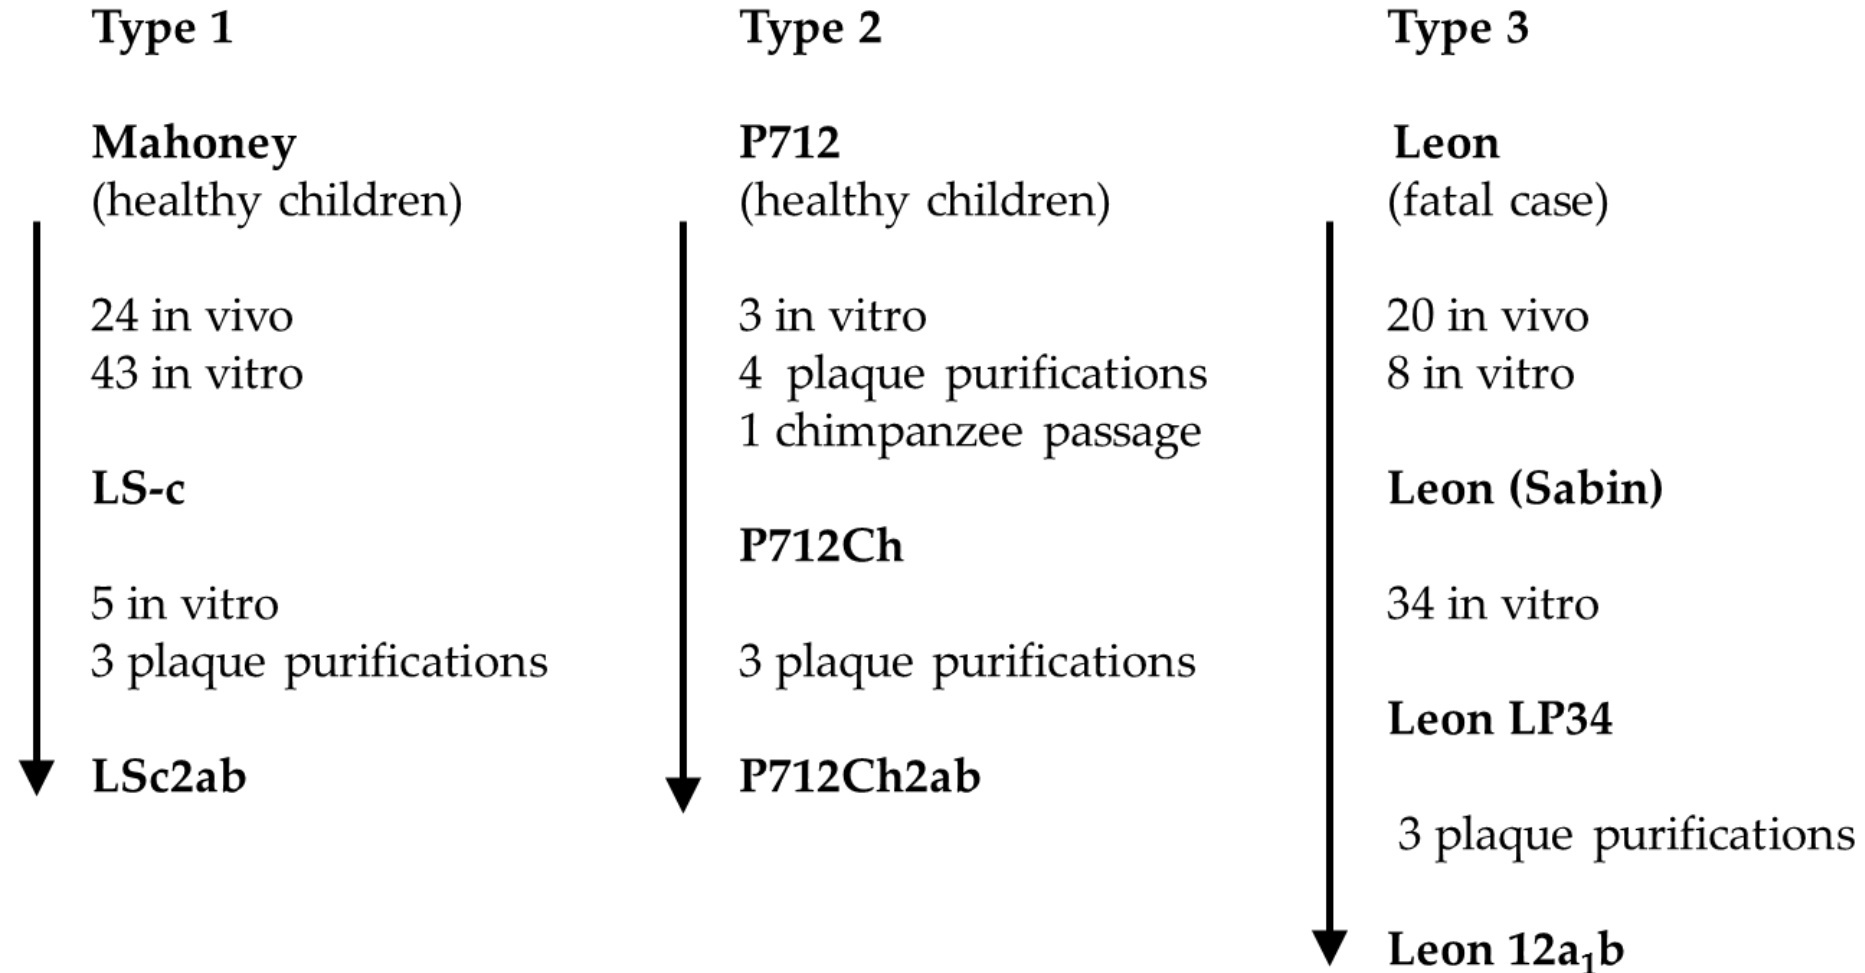 Type 1
Mahoney
(healthy children)
24 in vivo
43 in vitro
LS-c
5 in vitro
3 plaque purifications
LSc2ab
Type 2
P712
(healthy children)
3 in vitro
4 plaque purifications
1 chimpanzee passage
P712Ch
3 plaque purifications
P712Ch2ab
Type 3
Leon
(fatal case)
20 in vivo
8 in vitro
Leon (Sabin)
34 in vitro
Leon LP34
3 plaque purifications
Leon 12a₁b